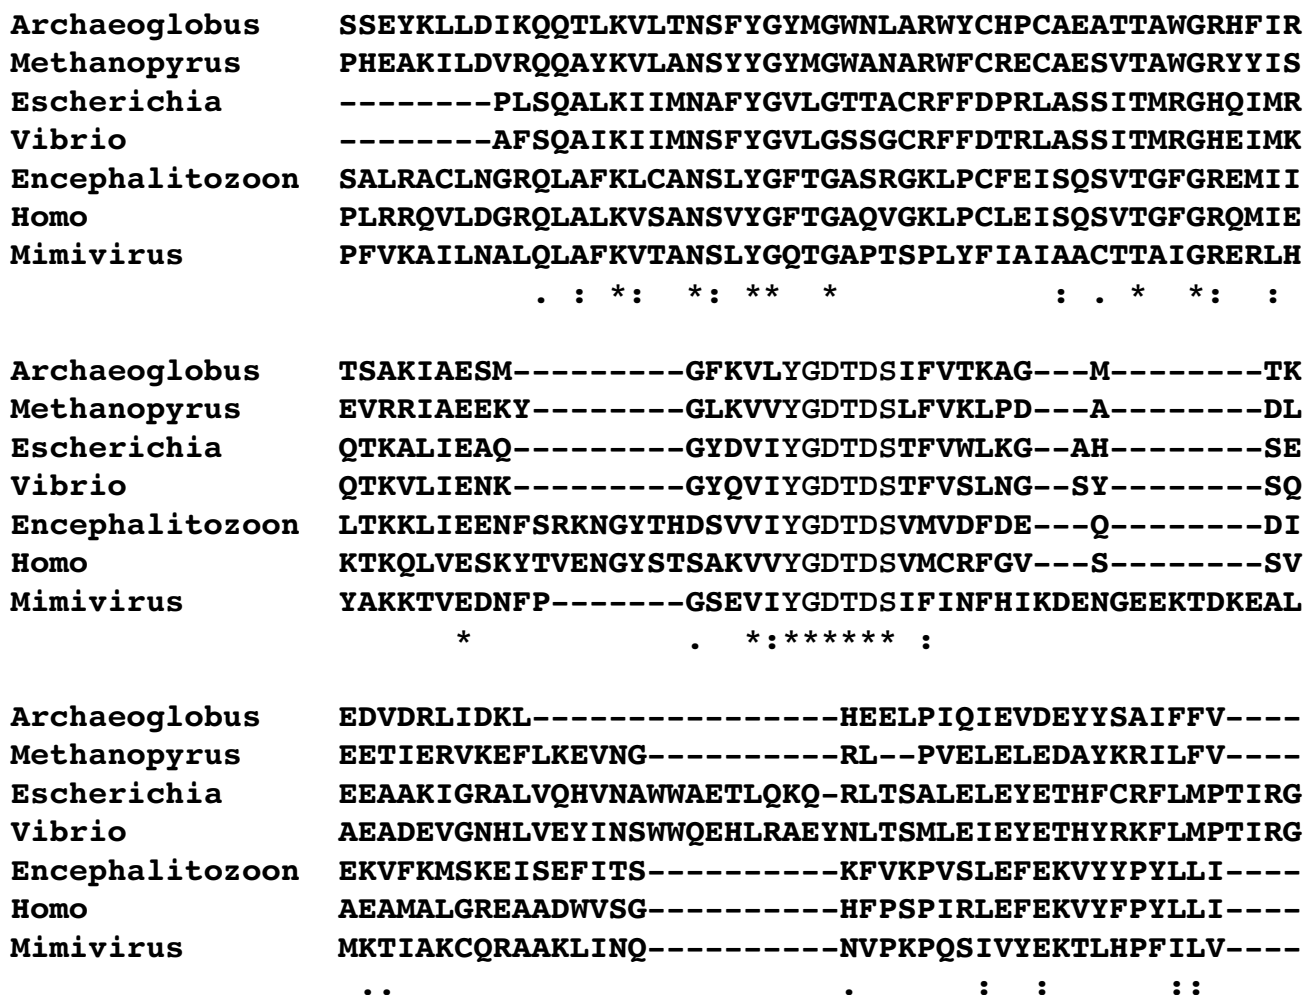 Archaeoglobus SSEYKLLDIKQQTLKVLTNSFYGYMGWNLARWYCHPCAEATTAWGRHFIR
Methanopyrus PHEAKILDVRQQAYKVLANSYYGYMGWANARWFCRECAESVTAWGRYYIS
Escherichia --------PLSQALKIIMNAFYGVLGTTACRFFDPRLASSITMRGHQIMR
Vibrio --------AFSQAIKIIMNSFYGVLGSSGCRFFDTRLASSITMRGHEIMK
Encephalitozoon SALRACLNGRQLAFKLCANSLYGFTGASRGKLPCFEISQSVTGFGREMII
Homo PLRRQVLDGRQLALKVSANSVYGFTGAQVGKLPCLEISQSVTGFGRQMIE
Mimivirus PFVKAILNALQLAFKVTANSLYGQTGAPTSPLYFIAIAACTTAIGRERLH
. : *: *: ** * : . * *: :
Archaeoglobus TSAKIAESM---------GFKVLYGDTDSIFVTKAG---M--------TK
Methanopyrus EVRRIAEEKY--------GLKVVYGDTDSLFVKLPD---A--------DL
Escherichia QTKALIEAQ---------GYDVIYGDTDSTFVWLKG--AH--------SE
Vibrio QTKVLIENK---------GYQVIYGDTDSTFVSLNG--SY--------SQ
Encephalitozoon LTKKLIEENFSRKNGYTHDSVVIYGDTDSVMVDFDE---Q--------DI
Homo KTKQLVESKYTVENGYSTSAKVVYGDTDSVMCRFGV---S--------SV
Mimivirus YAKKTVEDNFP-------GSEVIYGDTDSIFINFHIKDENGEEKTDKEAL
* . *:****** :
Archaeoglobus EDVDRLIDKL----------------HEELPIQIEVDEYYSAIFFV----
Methanopyrus EETIERVKEFLKEVNG----------RL--PVELELEDAYKRILFV----
Escherichia EEAAKIGRALVQHVNAWWAETLQKQ-RLTSALELEYETHFCRFLMPTIRG
Vibrio AEADEVGNHLVEYINSWWQEHLRAEYNLTSMLEIEYETHYRKFLMPTIRG
Encephalitozoon EKVFKMSKEISEFITS----------KFVKPVSLEFEKVYYPYLLI----
Homo AEAMALGREAADWVSG----------HFPSPIRLEFEKVYFPYLLI----
Mimivirus MKTIAKCQRAAKLINQ----------NVPKPQSIVYEKTLHPFILV----
.. . : : ::